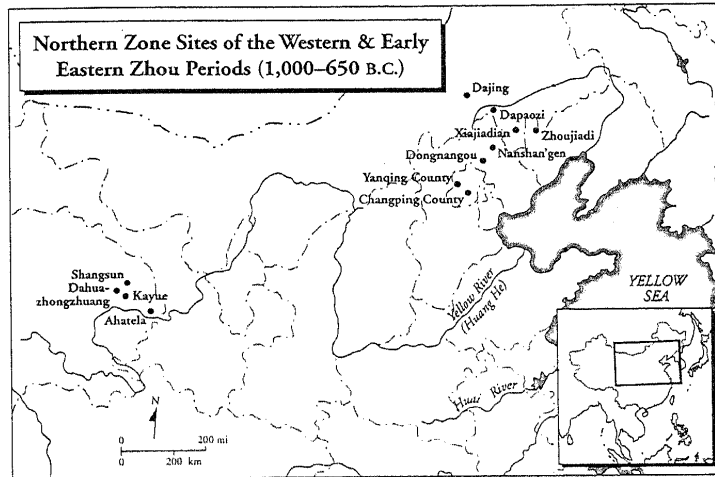 Northern Zone Sites of the Western & Early
Eastern Zhou Periods (1,000–650 B.C.)
Dajing
Dapaozi
Xiajiadian
Zhoujiadi
Dongnangou
Nanshan'gen
Yanqing County
Changping County
Shangsun
Dahua-
zhongzhuang
Kayue
Ahatela
Yellow River
(Huang He)
YELLOW
SEA
Huai River
N
0 200 mi
0 200 km